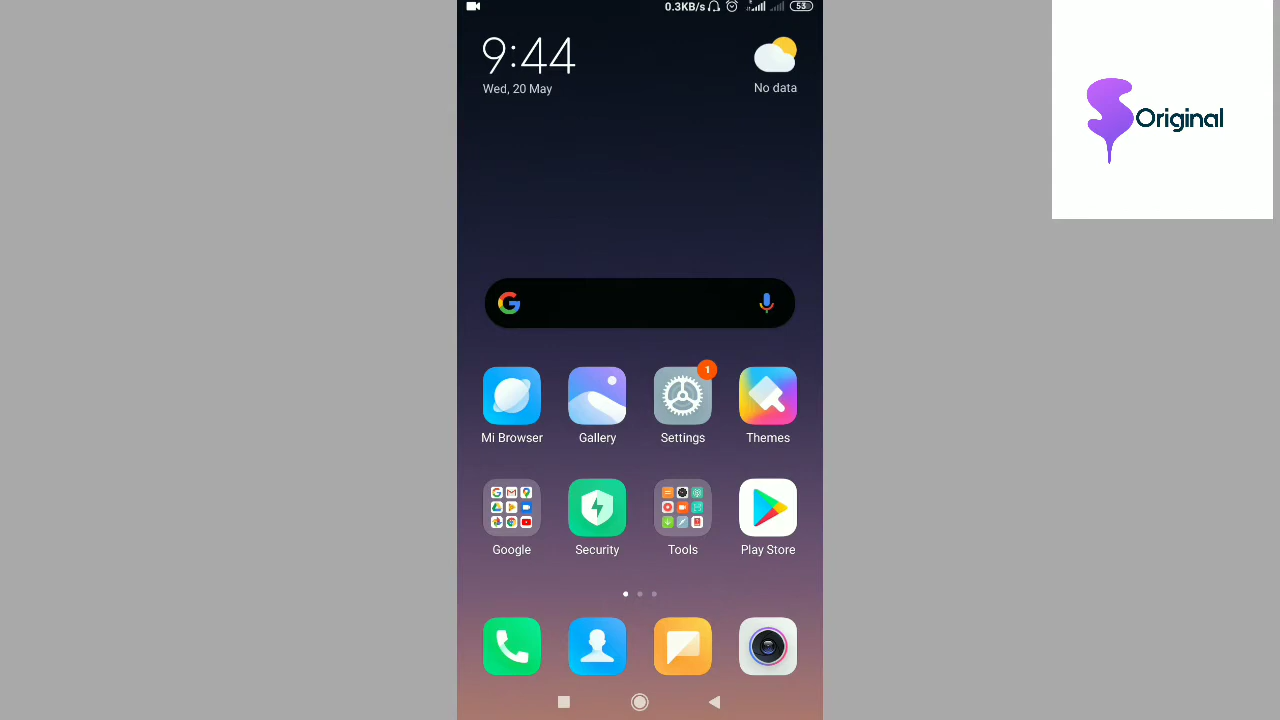 0.3KB/s 53
9:44
Wed, 20 May
No data
Original
1
Mi Browser Gallery Settings Themes
Google Security Tools Play Store